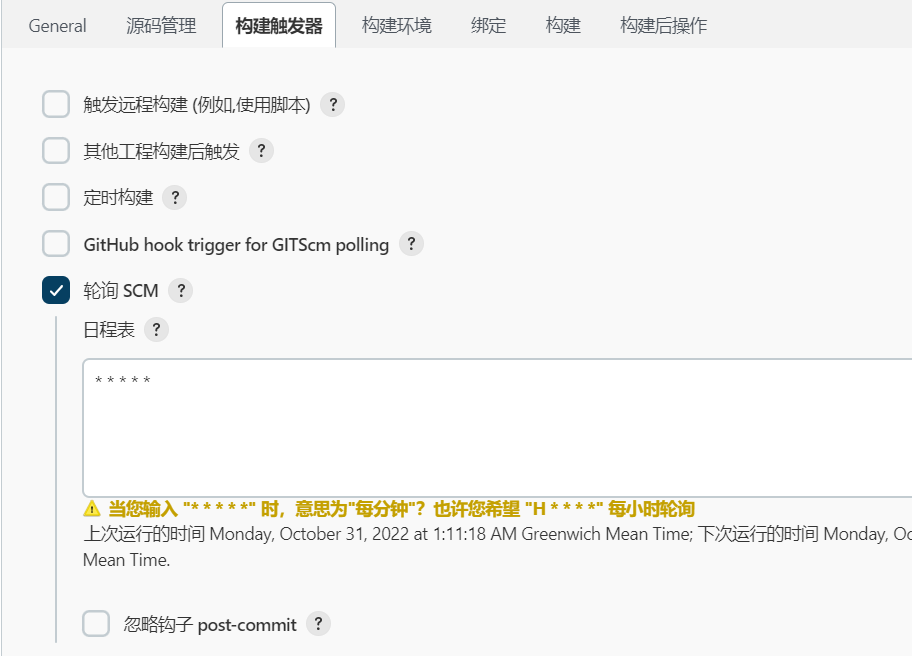 General 源码管理 构建触发器 构建环境 绑定 构建 构建后操作
触发远程构建 (例如,使用脚本) ?
其他工程构建后触发 ?
定时构建 ?
GitHub hook trigger for GITScm polling ?
轮询 SCM ?
日程表 ?
* * * * *
当您输入 "* * * * *" 时，意思为"每分钟"？也许您希望 "H * * * *" 每小时轮询
上次运行的时间 Monday, October 31, 2022 at 1:11:18 AM Greenwich Mean Time; 下次运行的时间 Monday, Oc
Mean Time.
忽略钩子 post-commit ?